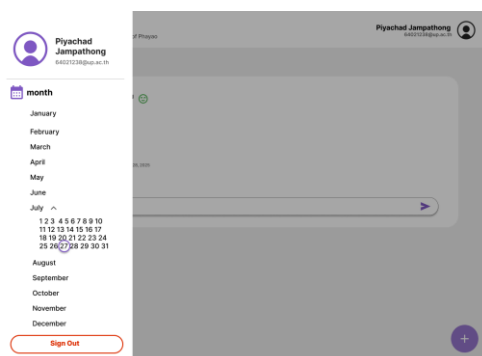 Piyachad
Jampathong
64021238@up.ac.th
month
January
February
March
April
May
June
July
1 2 3 4 5 6 7 8 9 10
11 12 13 14 15 16 17
18 19 20 21 22 23 24
25 26 27 28 29 30 31
August
September
October
November
December
Sign Out
of Phayao
Piyachad Jampathong
64021238@up.ac.th